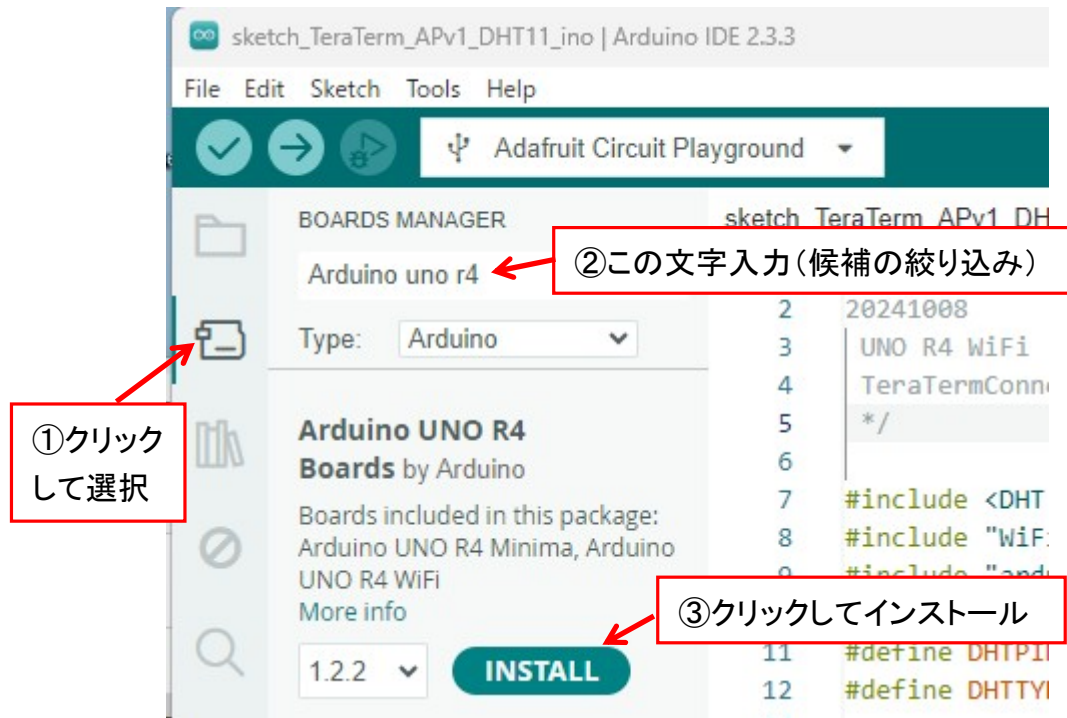 sketch_TeraTerm_APv1_DHT11_ino | Arduino IDE 2.3.3
File Edit Sketch Tools Help
Adafruit Circuit Playground
BOARDS MANAGER
Arduino uno r4
Type: Arduino
Arduino UNO R4
Boards by Arduino
Boards included in this package:
Arduino UNO R4 Minima, Arduino
UNO R4 WiFi
More info
1.2.2
INSTALL
①クリック
して選択
②この文字入力（候補の絞り込み）
③クリックしてインストール
sketch_TeraTerm_APv1_DH
2 20241008
3 UNO R4 WiFi
4 TeraTermConn
5 */
6
7 #include <DHT
8 #include "WiF
#include
11 #define DHTPI
12 #define DHTTY